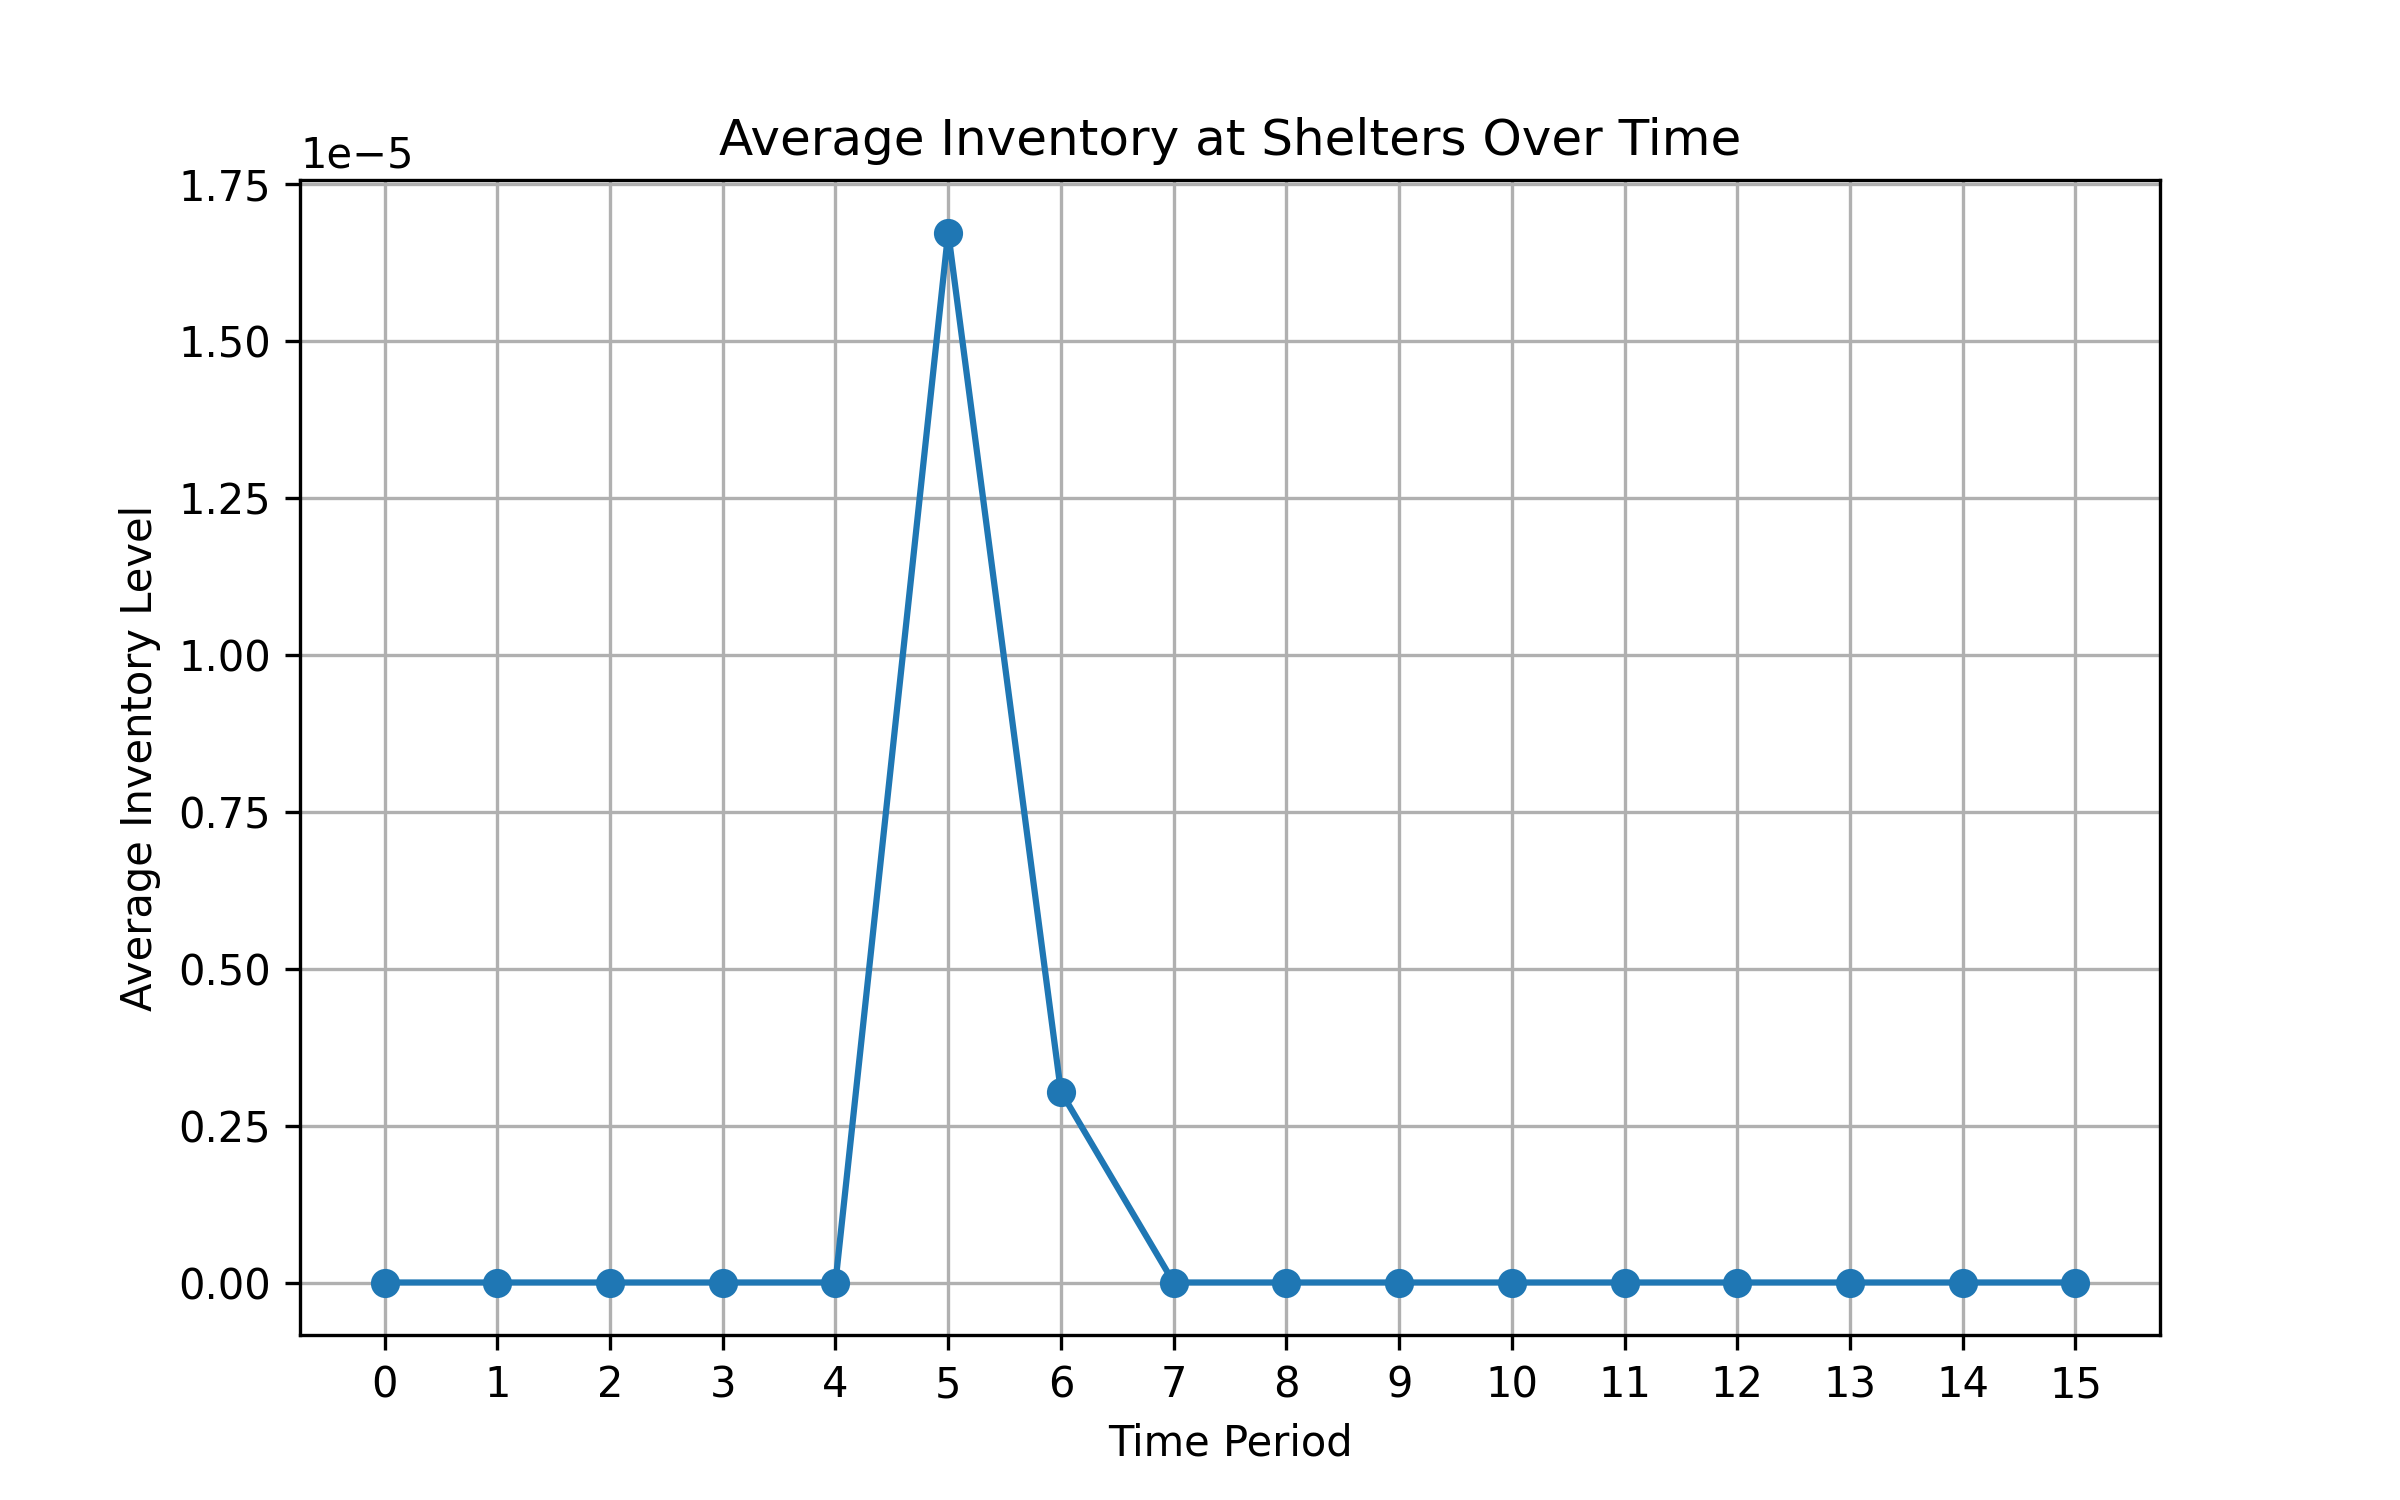 Average Inventory at Shelters Over Time
1e−5
1.75
1.50
1.25
1.00
0.75
0.50
0.25
0.00
Average Inventory Level
0 1 2 3 4 5 6 7 8 9 10 11 12 13 14 15
Time Period